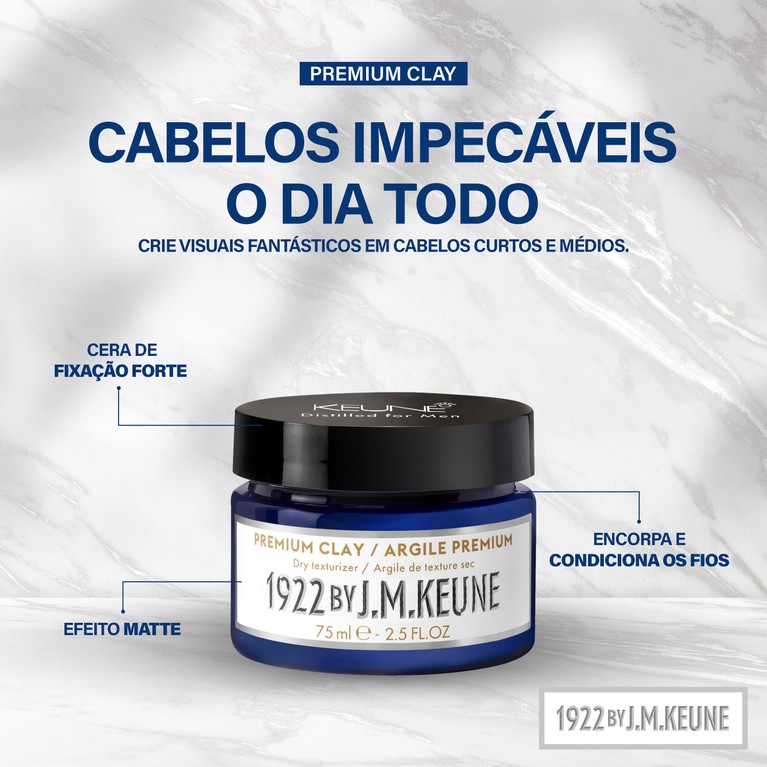 PREMIUM CLAY
CABELOS IMPECÁVEIS
O DIA TODO
CRIE VISUAIS FANTÁSTICOS EM CABELOS CURTOS E MÉDIOS.
CERA DE
FIXAÇÃO FORTE
KEUNE
Distilled for Men
ENCORPA E
CONDICIONA OS FIOS
PREMIUM CLAY / ARGILE PREMIUM
Dry texturizer / Argile de texture sec
1922 BY J.M.KEUNE
75 ml ℮ - 2.5 FL.OZ
EFEITO MATTE
1922 BY J.M.KEUNE